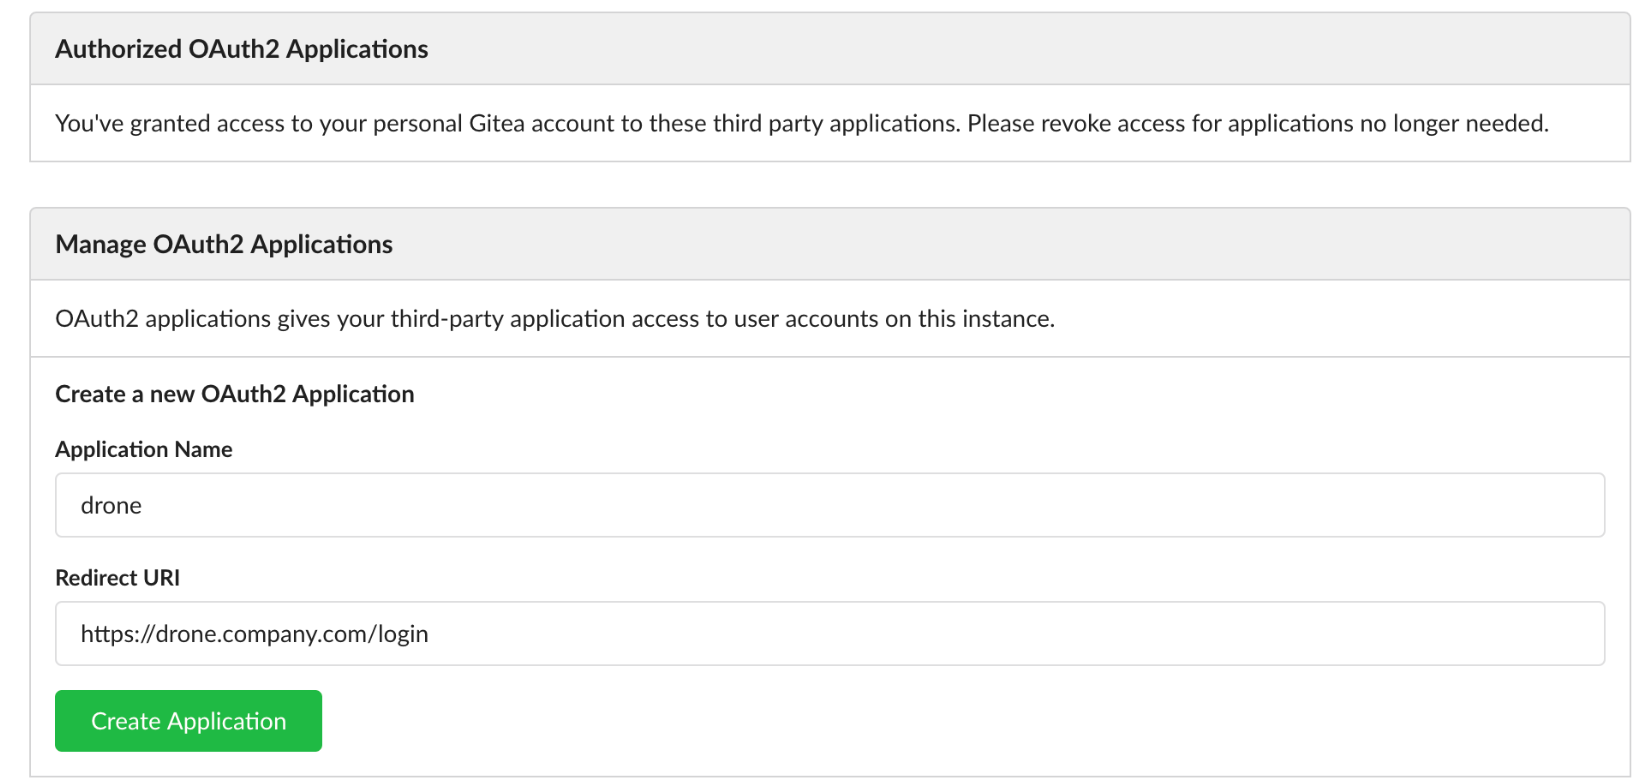 Authorized OAuth2 Applications
You've granted access to your personal Gitea account to these third party applications. Please revoke access for applications no longer needed.
Manage OAuth2 Applications
OAuth2 applications gives your third-party application access to user accounts on this instance.
Create a new OAuth2 Application
Application Name
drone
Redirect URI
https://drone.company.com/login
Create Application